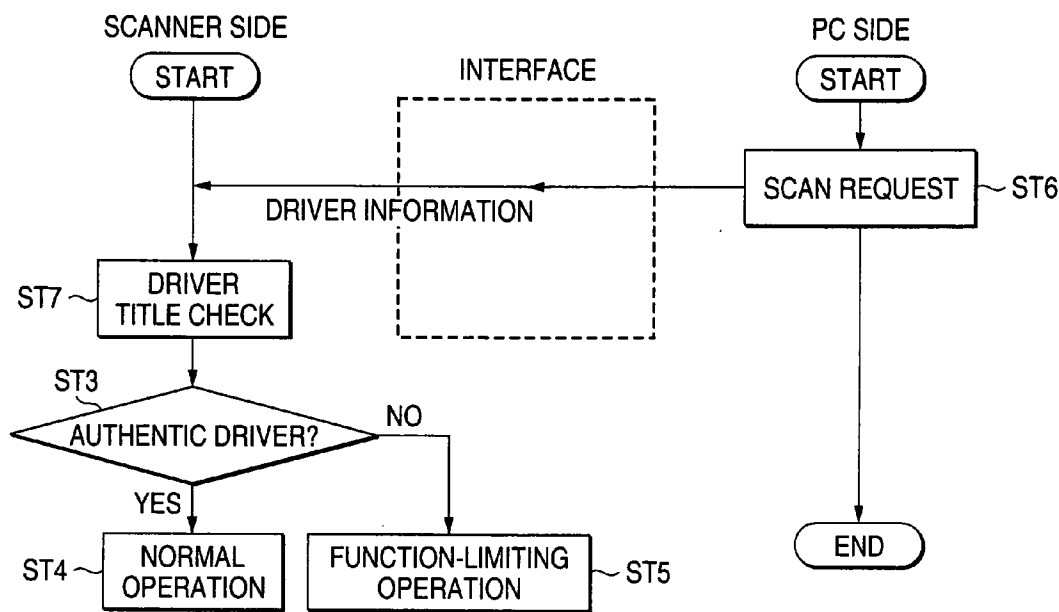 SCANNER SIDE
START
INTERFACE
PC SIDE
START
SCAN REQUEST
ST6
DRIVER INFORMATION
ST7
DRIVER
TITLE CHECK
ST3
AUTHENTIC DRIVER?
NO
YES
ST4
NORMAL
OPERATION
FUNCTION-LIMITING
OPERATION
ST5
END